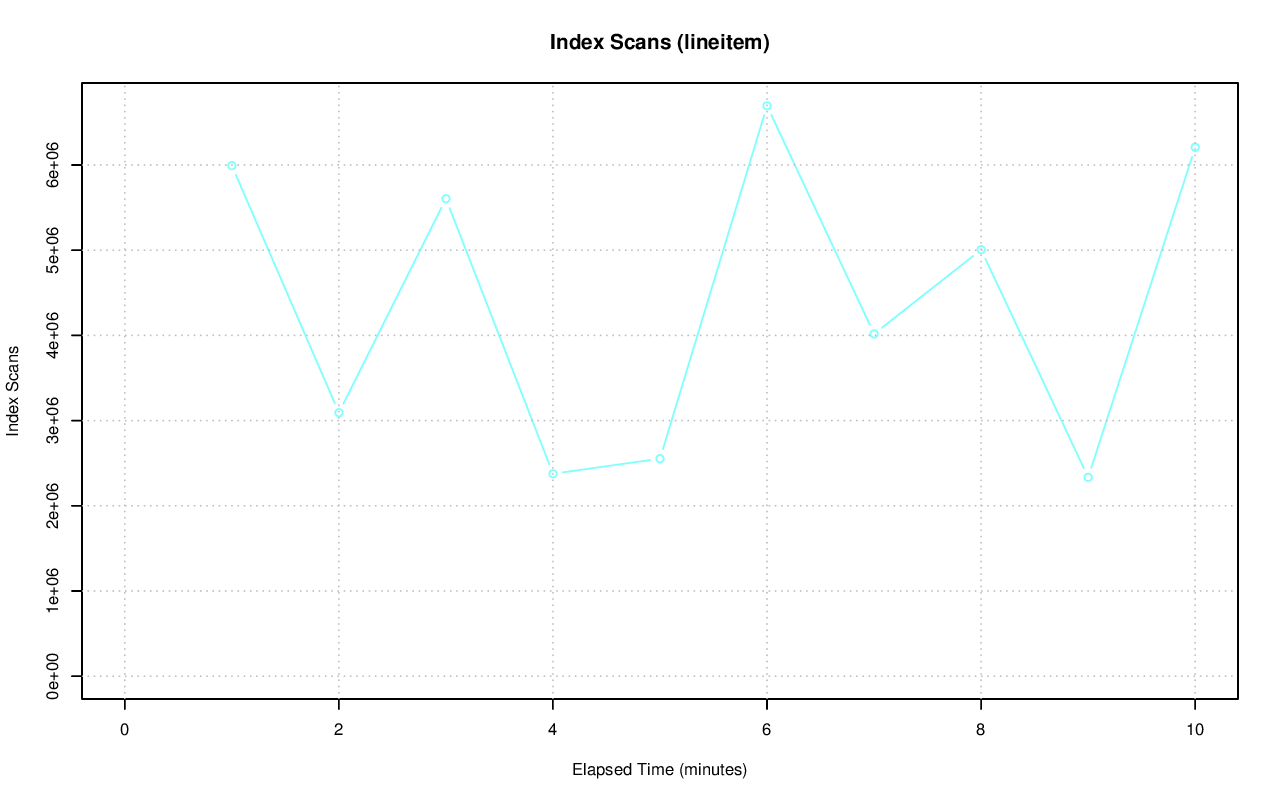 Index Scans (lineitem)
Index Scans
6e+06
5e+06
4e+06
3e+06
2e+06
1e+06
0e+00
0 2 4 6 8 10
Elapsed Time (minutes)